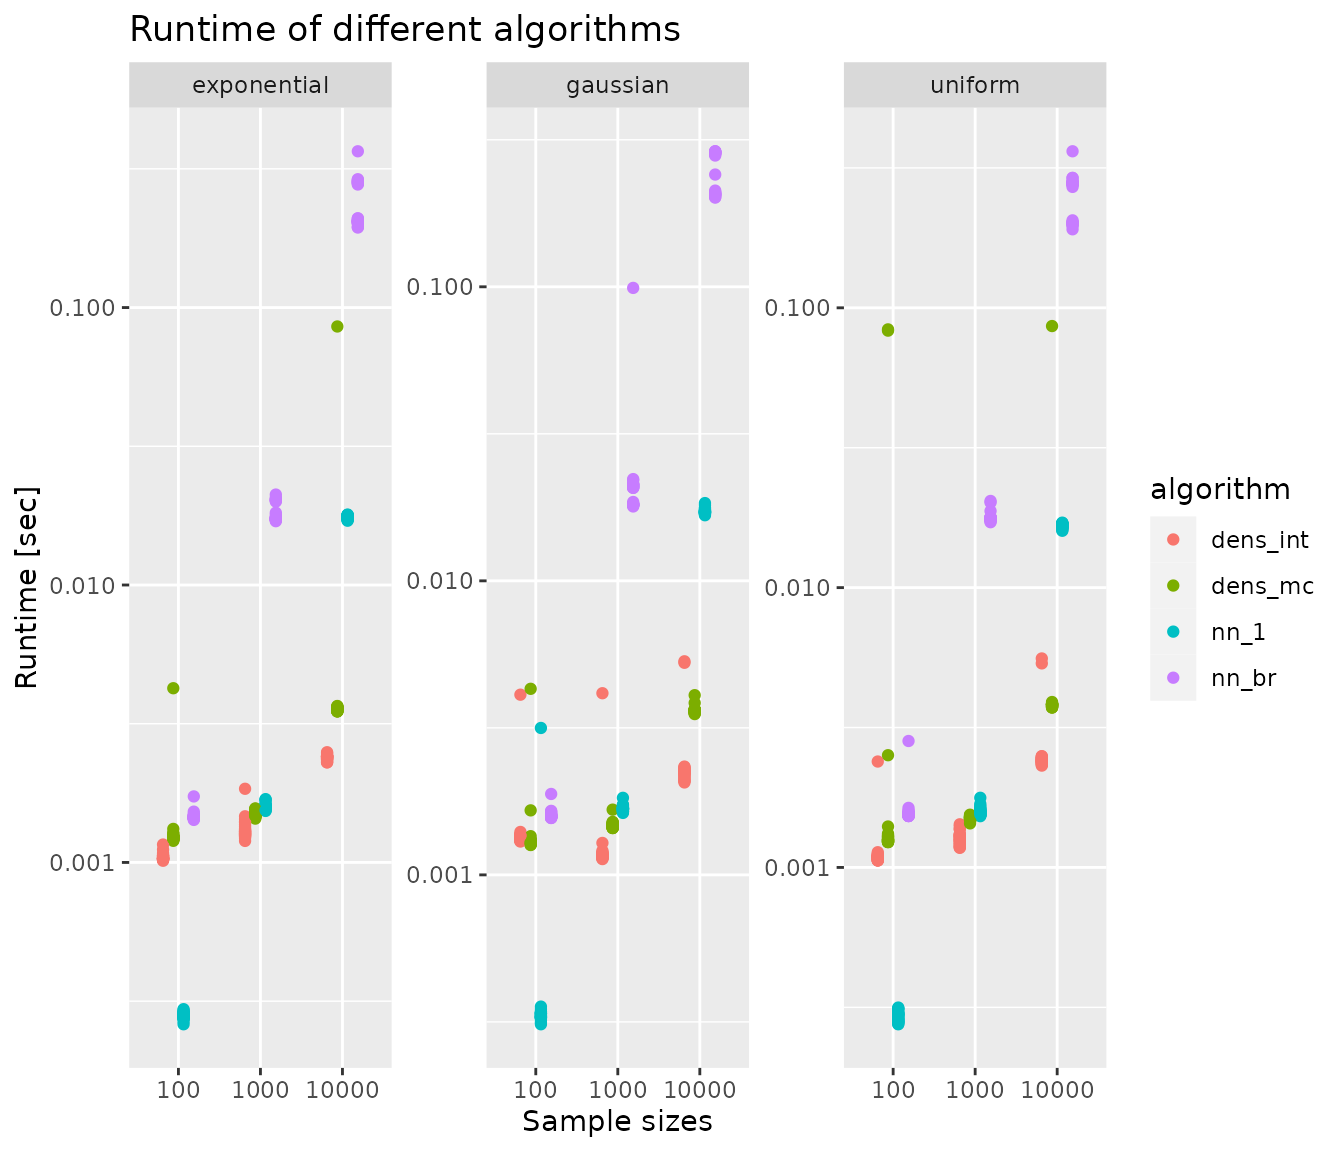 Runtime of different algorithms
exponential
gaussian
uniform
Runtime [sec]
0.100
0.010
0.001
0.100
0.010
0.001
0.100
0.010
0.001
100 1000 10000
100 1000 10000
100 1000 10000
Sample sizes
algorithm
dens_int
dens_mc
nn_1
nn_br